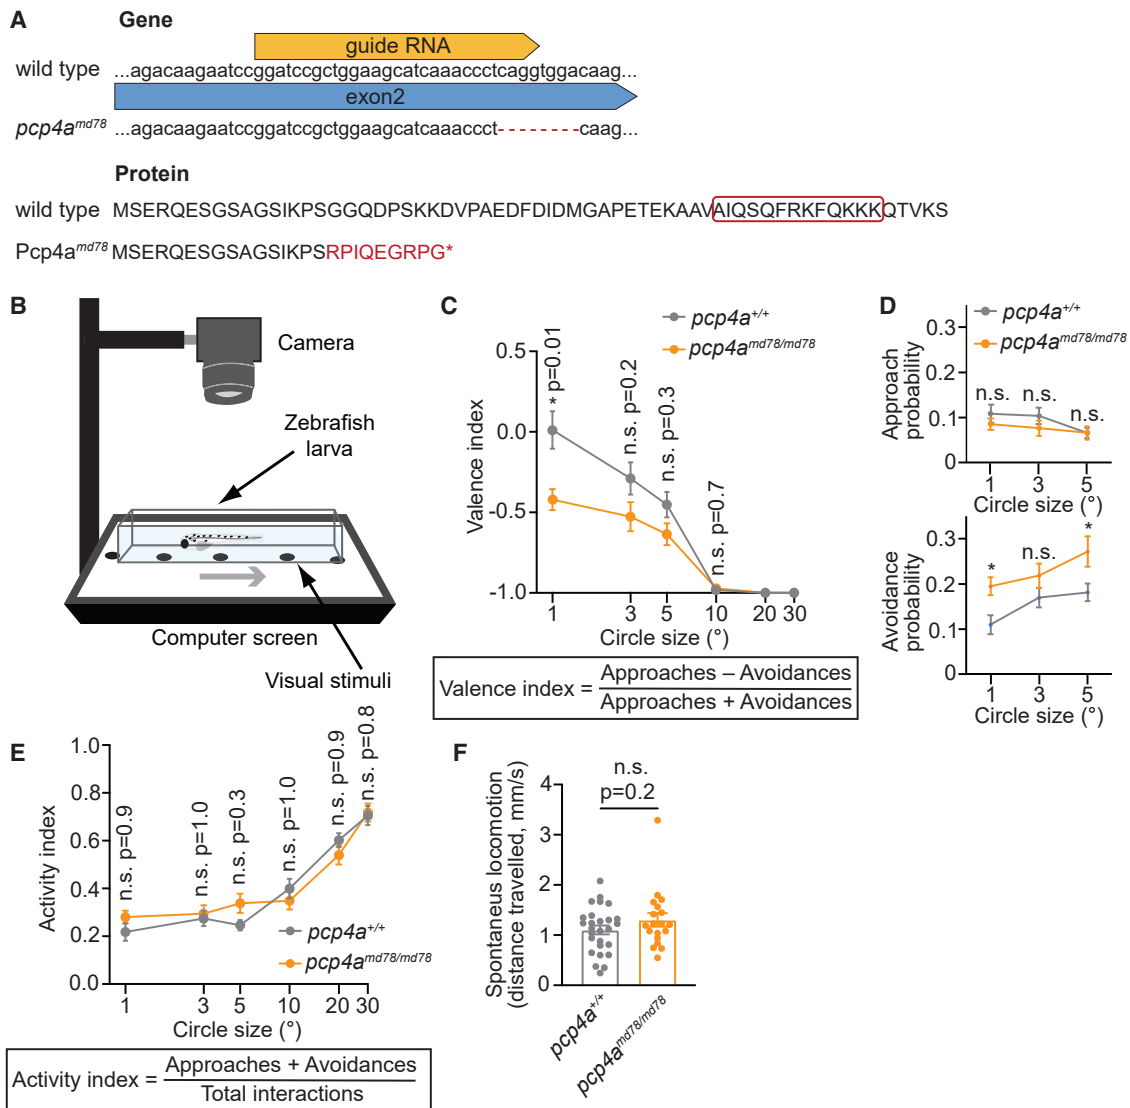 A
Gene
guide RNA
wild type ...agacaagaatccggatccgctggaagcatcaaaccctcaggtggacaag...
exon2
pcp4a^md78 ...agacaagaatccggatccgctggaagcatcaaaccct--------caag...
Protein
wild type MSERQESGSAGSIKPSGGQDPSKKDVPAEDFDIDMGAPETEKAAVAIQSQFRKFQKKKQTVKS
Pcp4a^md78 MSERQESGSAGSIKPSRPIQEGRPG*
B
Camera
Zebrafish
larva
Computer screen
Visual stimuli
C
pcp4a+/+
pcp4a^md78/md78
Valence index
0.5
0.0
-0.5
-1.0
* p=0.01
n.s. p=0.2
n.s. p=0.3
n.s. p=0.7
1 3 5 10 20 30
Circle size (°)
Valence index = Approaches – Avoidances
Approaches + Avoidances
D
pcp4a+/+
pcp4a^md78/md78
Approach
probability
0.3
0.2
0.1
0
n.s. n.s. n.s.
1 3 5
Circle size (°)
Avoidance
probability
0.3
0.2
0.1
0
* n.s. *
1 3 5
Circle size (°)
E
Activity index
1.0
0.8
0.6
0.4
0.2
0.0
n.s. p=0.9
n.s. p=1.0
n.s. p=0.3
n.s. p=1.0
n.s. p=0.9
n.s. p=0.8
pcp4a+/+
pcp4a^md78/md78
1 3 5 10 20 30
Circle size (°)
Activity index = Approaches + Avoidances
Total interactions
F
Spontaneus locomotion
(distance travelled, mm/s)
n.s.
p=0.2
4
3
2
1
0
pcp4a+/+
pcp4a^md78/md78